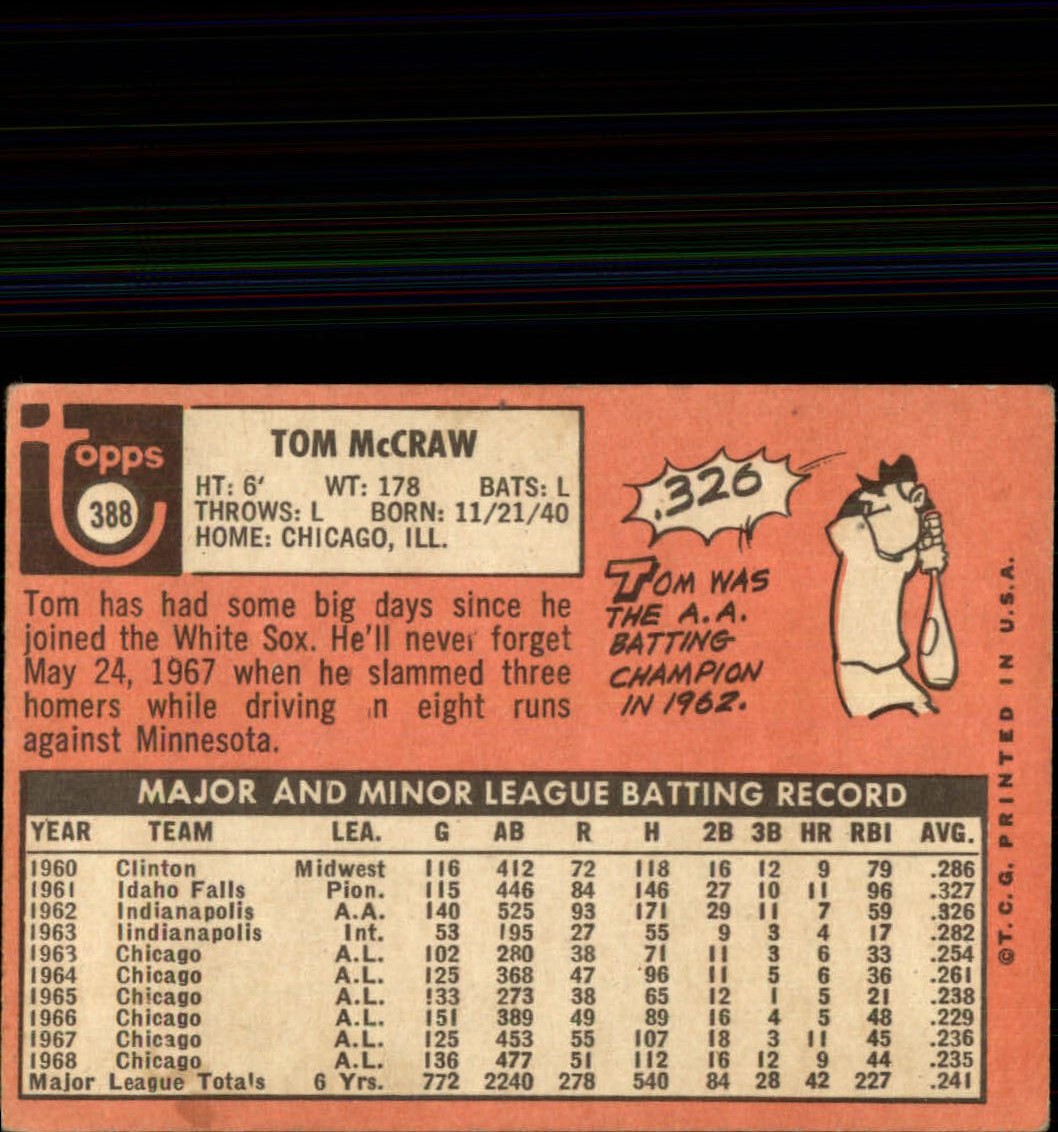 topps
388
TOM McCRAW
HT: 6' WT: 178 BATS: L
THROWS: L BORN: 11/21/40
HOME: CHICAGO, ILL.
Tom has had some big days since he
joined the White Sox. He'll never forget
May 24, 1967 when he slammed three
homers while driving in eight runs
against Minnesota.
.326
TOM WAS
THE A.A.
BATTING
CHAMPION
IN 1962.
MAJOR AND MINOR LEAGUE BATTING RECORD
YEAR TEAM LEA. G AB R H 2B 3B HR RBI AVG.
1960 Clinton Midwest 116 412 72 118 16 12 9 79 .286
1961 Idaho Falls Pion. 115 446 84 146 27 10 11 96 .327
1962 Indianapolis A.A. 140 525 93 171 29 11 7 59 .326
1963 Iindianapolis Int. 53 195 27 55 9 3 4 17 .282
1963 Chicago A.L. 102 280 38 71 11 3 6 33 .254
1964 Chicago A.L. 125 368 47 96 11 5 6 36 .261
1965 Chicago A.L. 133 273 38 65 12 1 5 21 .238
1966 Chicago A.L. 151 389 49 89 16 4 5 48 .229
1967 Chicago A.L. 125 453 55 107 18 3 11 45 .236
1968 Chicago A.L. 136 477 51 112 16 12 9 44 .235
Major League Totals 6 Yrs. 772 2240 278 540 84 28 42 227 .241
©T. C. G. PRINTED IN U.S.A.